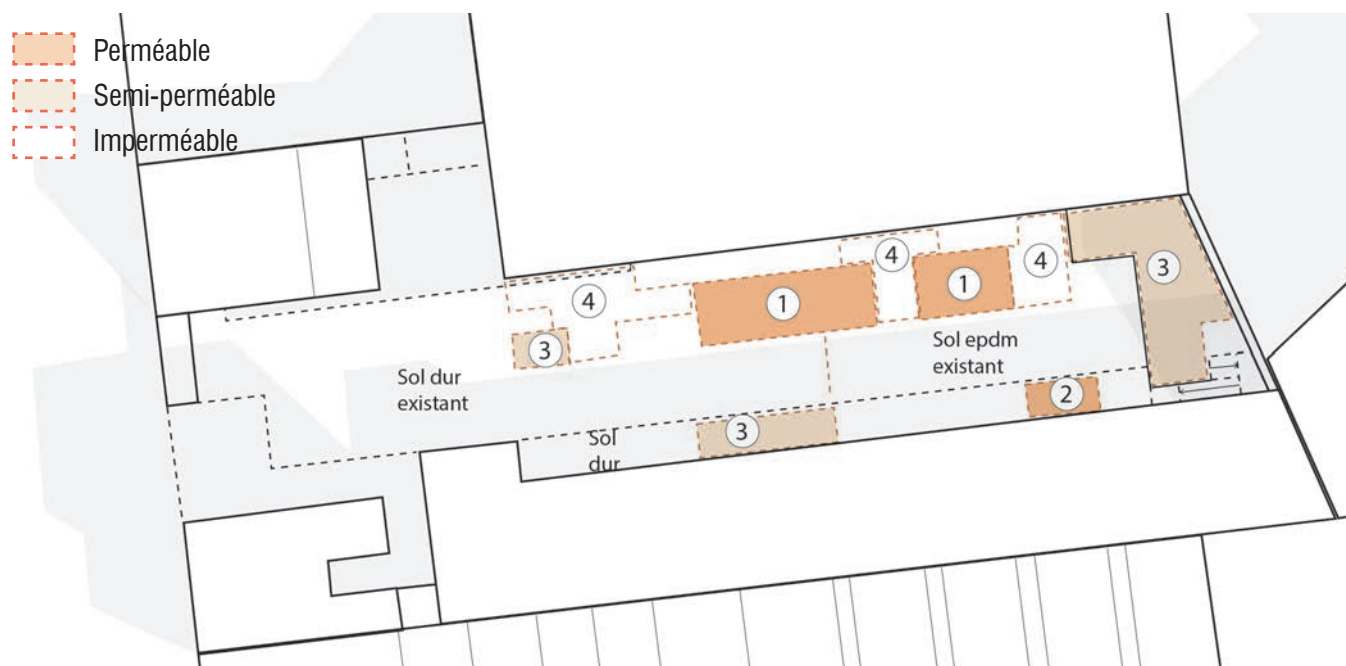 Perméable
Semi-perméable
Imperméable
4
4
3
1
1
4
3
Sol epdm
existant
Sol dur
existant
2
3
Sol
dur